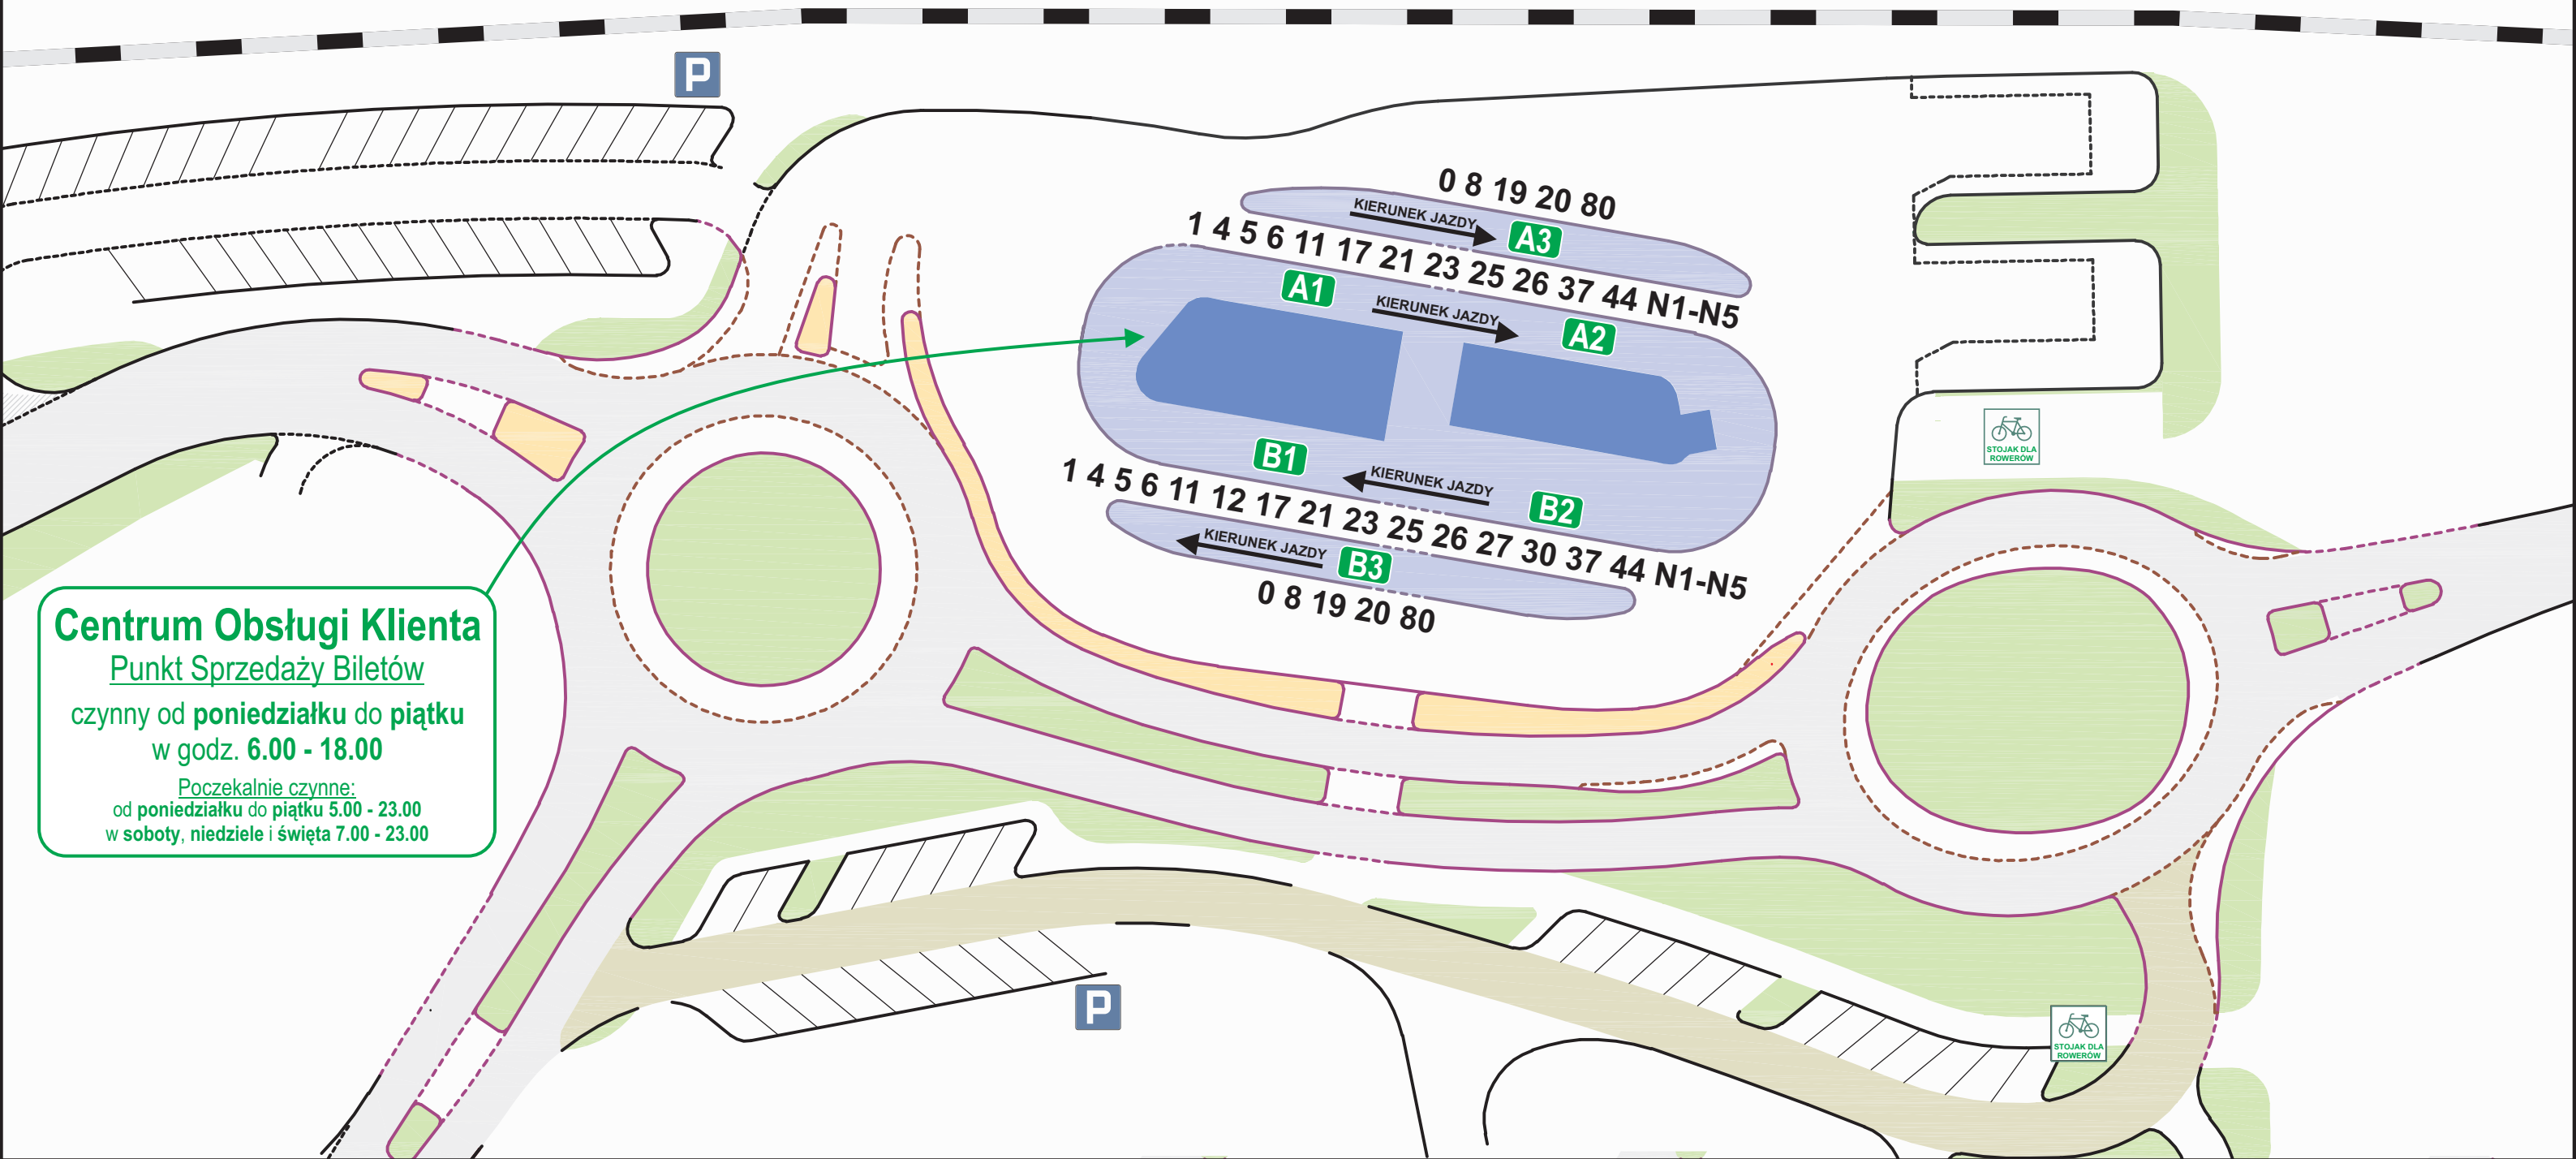 P
0 8 19 20 80
KIERUNEK JAZDY
A3
1 4 5 6 11 17 21 23 25 26 37 44 N1-N5
A1
KIERUNEK JAZDY
A2
B1
KIERUNEK JAZDY
B2
1 4 5 6 11 12 17 21 23 25 26 27 30 37 44 N1-N5
KIERUNEK JAZDY
B3
0 8 19 20 80
STOJAK DLA
ROWERÓW
Centrum Obsługi Klienta
Punkt Sprzedaży Biletów
czynny od poniedziałku do piątku
w godz. 6.00 - 18.00
Poczekalnie czynne:
od poniedziałku do piątku 5.00 - 23.00
w soboty, niedziele i święta 7.00 - 23.00
P
STOJAK DLA
ROWERÓW